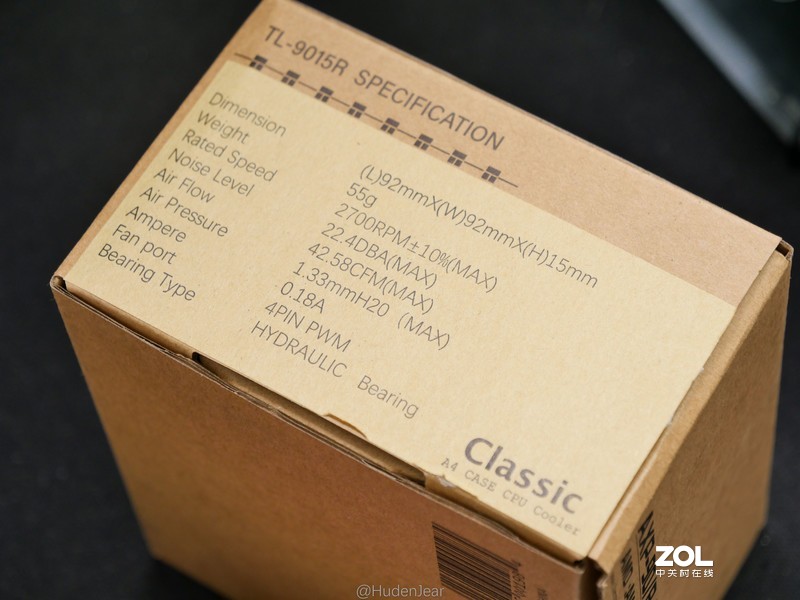 TL-9015R SPECIFICATION
Dimension (L)92mmX(W)92mmX(H)15mm
Weight 55g
Rated Speed 2700RPM±10%(MAX)
Noise Level 22.4DBA(MAX)
Air Flow 42.58CFM(MAX)
Air Pressure 1.33mmH20 (MAX)
Ampere 0.18A
Fan port 4PIN PWM
Bearing Type HYDRAULIC Bearing
Classic
A4 CASE CPU Cooler
ZOL
中关村在线
@HudenJear